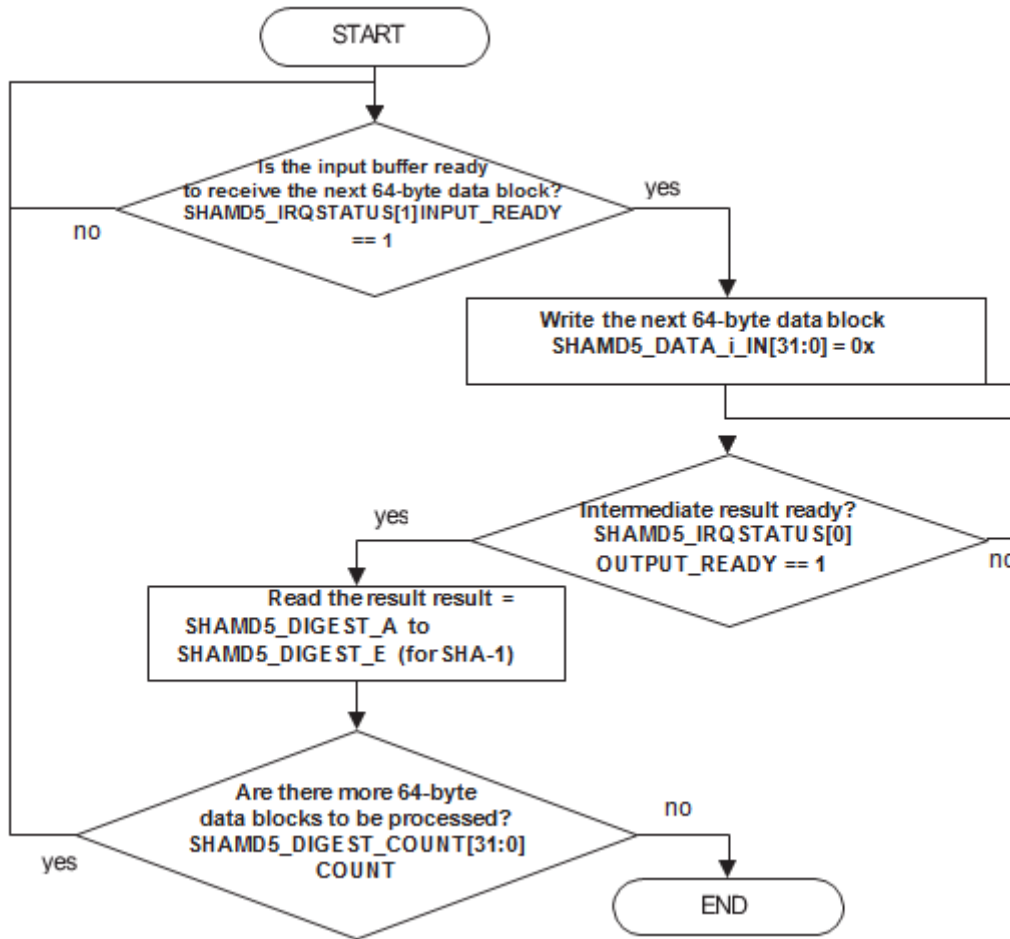 START
Is the input buffer ready
to receive the next 64-byte data block?
SHAMD5_IRQSTATUS[1]INPUT_READY
== 1
yes
no
Write the next 64-byte data block
SHAMD5_DATA_i_IN[31:0] = 0x
Intermediate result ready?
SHAMD5_IRQSTATUS[0]
OUTPUT_READY == 1
yes
no
Read the result result =
SHAMD5_DIGEST_A to
SHAMD5_DIGEST_E (for SHA-1)
Are there more 64-byte
data blocks to be processed?
SHAMD5_DIGEST_COUNT[31:0]
COUNT
no
yes
END